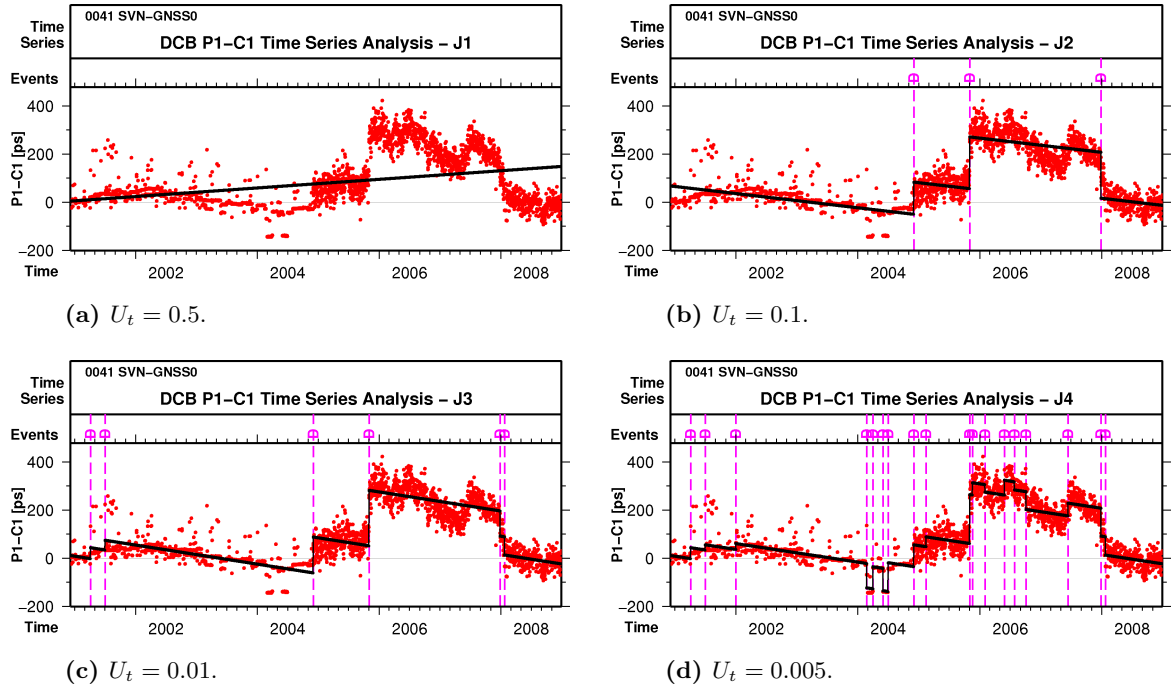 0041 SVN−GNSS0
Time
Series
DCB P1−C1 Time Series Analysis − J1
Events
400
200
0
−200
P1−C1 [ps]
Time
2002
2004
2006
2008
(a) U_t = 0.5.
0041 SVN−GNSS0
Time
Series
DCB P1−C1 Time Series Analysis − J2
Events
D D D
400
200
0
−200
P1−C1 [ps]
Time
2002
2004
2006
2008
(b) U_t = 0.1.
0041 SVN−GNSS0
Time
Series
DCB P1−C1 Time Series Analysis − J3
Events
D D D D D D
400
200
0
−200
P1−C1 [ps]
Time
2002
2004
2006
2008
(c) U_t = 0.01.
0041 SVN−GNSS0
Time
Series
DCB P1−C1 Time Series Analysis − J4
Events
400
200
0
−200
P1−C1 [ps]
Time
2002
2004
2006
2008
(d) U_t = 0.005.